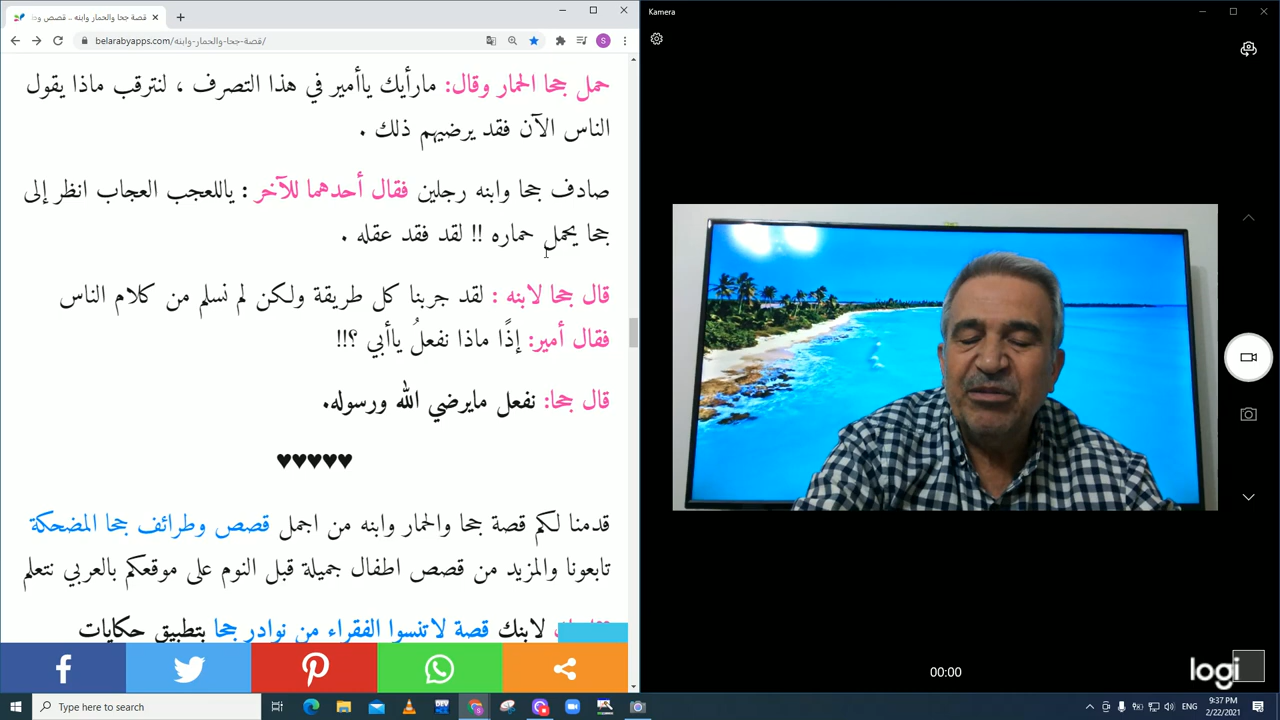 قصة جحا والحمار وابنه .. قصص
belarabyapps.com/قصة-جحا-والحمار-وابنه/
حمل جحا الحمار وقال: مارأيك ياأمير في هذا التصرف ، لنترقب ماذا يقول
الناس الآن فقد يرضيهم ذلك .
صادف جحا وابنه رجلين فقال أحدهما للآخر : ياللعجب العجاب انظر إلى
جحا يحمل حماره !! لقد فقد عقله .
قال جحا لابنه : لقد جربنا كل طريقة ولكن لم نسلم من كلام الناس
فقال أمير: إذًا ماذا نفعلُ ياأبي ؟!!
قال جحا: نفعل مايرضي الله ورسوله.
♥♥♥♥♥
قدمنا لكم قصة جحا والحمار وابنه من اجمل قصص وطرائف جحا المضحكة
تابعونا والمزيد من قصص اطفال جميلة قبل النوم على موقعكم بالعربي نتعلم
لابنك قصة لاتنسوا الفقراء من نوادر جحا بتطبيق حكايات
Type here to search
Kamera
00:00
logi
ENG
9:37 PM
2/22/2021